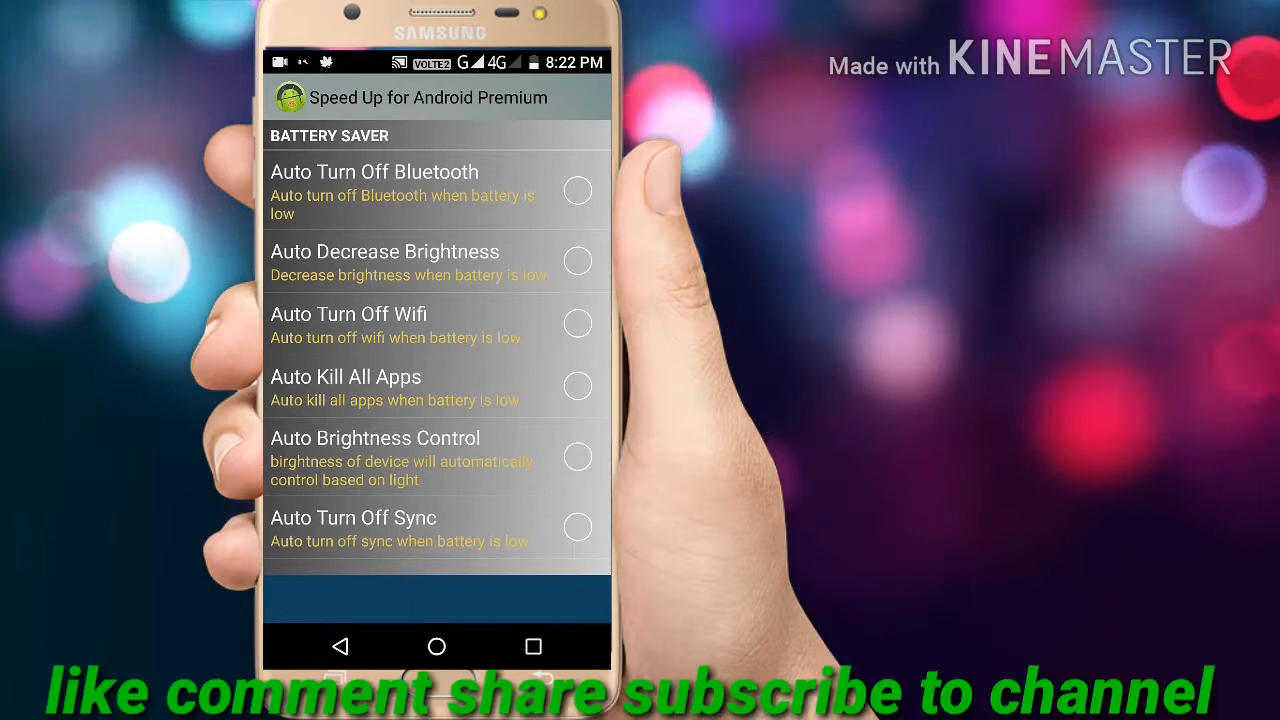 SAMSUNG
Made with KINEMASTER
VOLTE2 G 4G 8:22 PM
Speed Up for Android Premium
BATTERY SAVER
Auto Turn Off Bluetooth
Auto turn off Bluetooth when battery is
low
Auto Decrease Brightness
Decrease brightness when battery is low
Auto Turn Off Wifi
Auto turn off wifi when battery is low
Auto Kill All Apps
Auto kill all apps when battery is low
Auto Brightness Control
birghtness of device will automatically
control based on light
Auto Turn Off Sync
Auto turn off sync when battery is low
like comment share subscribe to channel